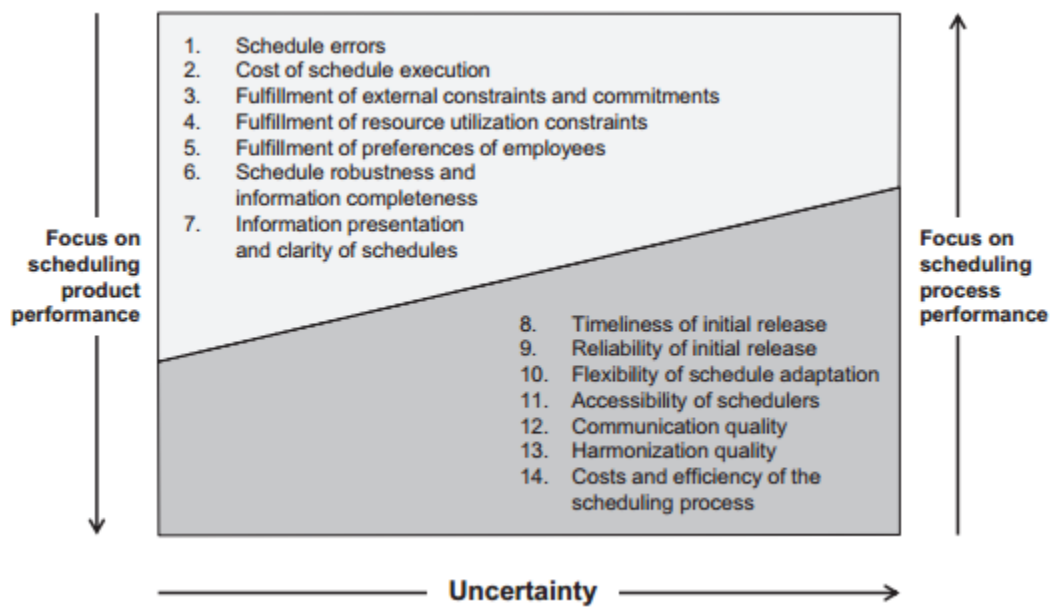 1. Schedule errors
2. Cost of schedule execution
3. Fulfillment of external constraints and commitments
4. Fulfillment of resource utilization constraints
5. Fulfillment of preferences of employees
6. Schedule robustness and
information completeness
7. Information presentation
and clarity of schedules
Focus on
scheduling
product
performance
Focus on
scheduling
process
performance
8. Timeliness of initial release
9. Reliability of initial release
10. Flexibility of schedule adaptation
11. Accessibility of schedulers
12. Communication quality
13. Harmonization quality
14. Costs and efficiency of the
scheduling process
Uncertainty